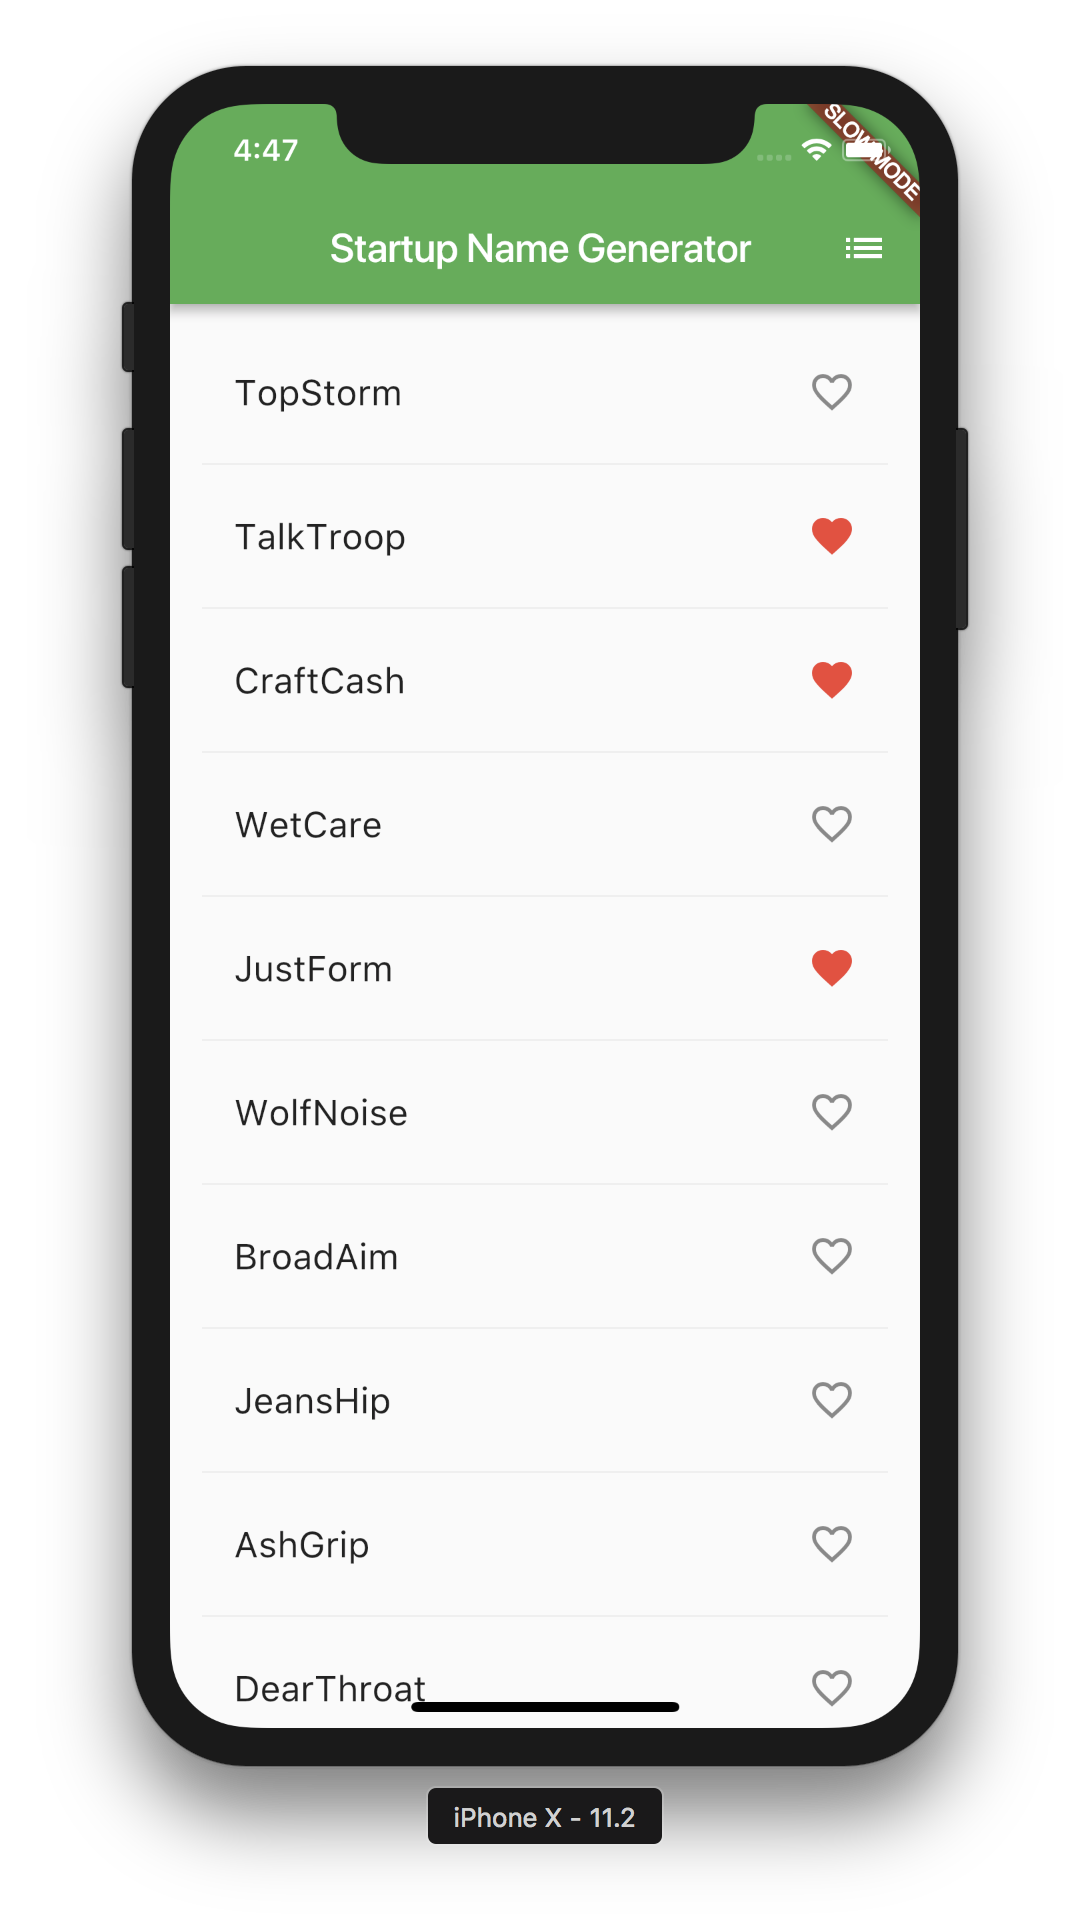 4:47
SLOW MODE
Startup Name Generator
TopStorm
TalkTroop
CraftCash
WetCare
JustForm
WolfNoise
BroadAim
JeansHip
AshGrip
DearThroat
iPhone X - 11.2